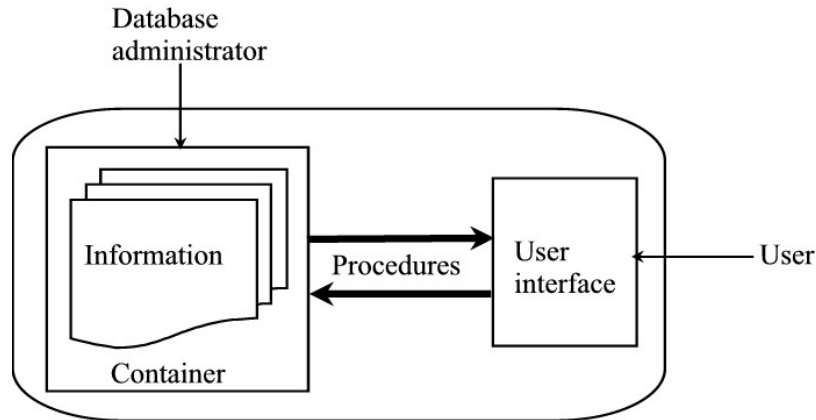 Database
administrator
Information
Container
Procedures
User
interface
User